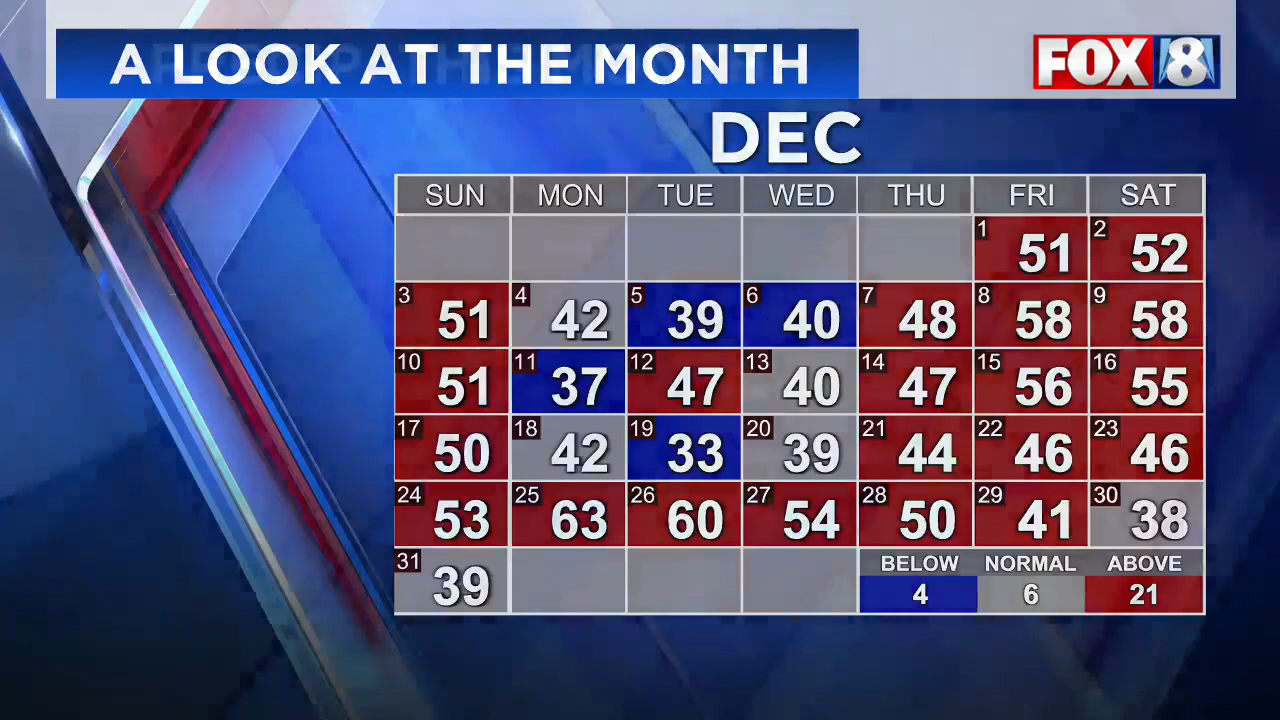 A LOOK AT THE MONTH
FOX 8
DEC
SUN MON TUE WED THU FRI SAT
1 51 2 52
3 51 4 42 5 39 6 40 7 48 8 58 9 58
10 51 11 37 12 47 13 40 14 47 15 56 16 55
17 50 18 42 19 33 20 39 21 44 22 46 23 46
24 53 25 63 26 60 27 54 28 50 29 41 30 38
31 39
BELOW NORMAL ABOVE
4 6 21